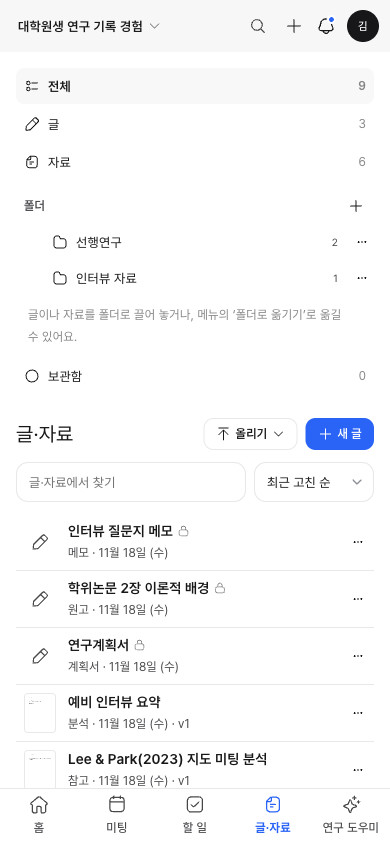 대학원생 연구 기록 경험
김
전체 9
글 3
자료 6
폴더
선행연구 2
인터뷰 자료 1
글이나 자료를 폴더로 끌어 놓거나, 메뉴의 '폴더로 옮기기'로 옮길
수 있어요.
보관함 0
글·자료
올리기
새 글
글·자료에서 찾기
최근 고친 순
인터뷰 질문지 메모
메모 · 11월 18일 (수)
학위논문 2장 이론적 배경
원고 · 11월 18일 (수)
연구계획서
계획서 · 11월 18일 (수)
예비 인터뷰 요약
분석 · 11월 18일 (수) · v1
Lee & Park(2023) 지도 미팅 분석
참고 · 11월 18일 (수) · v1
홈
미팅
할 일
글·자료
연구 도우미